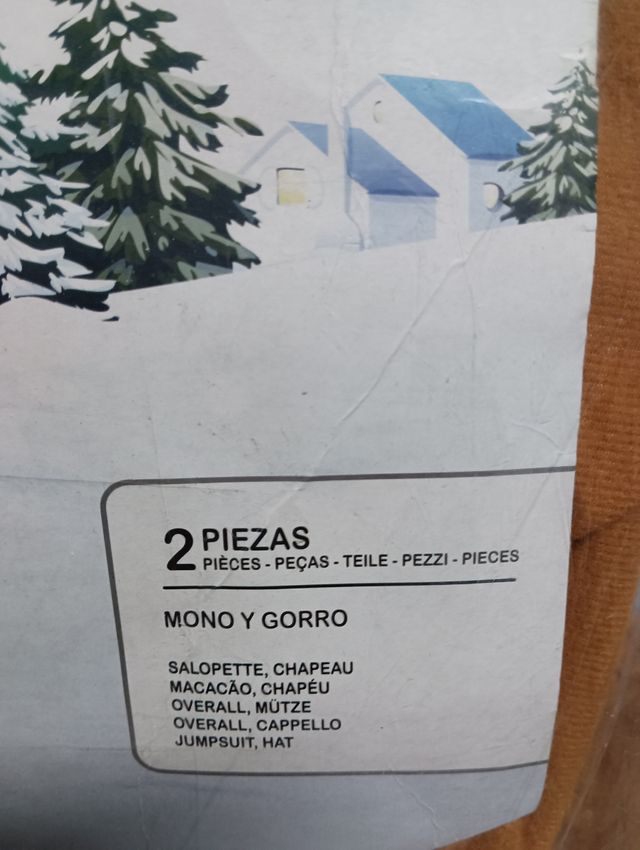 2 PIEZAS
PIÈCES - PEÇAS - TEILE - PEZZI - PIECES
MONO Y GORRO
SALOPETTE, CHAPEAU
MACACÃO, CHAPÉU
OVERALL, MÜTZE
OVERALL, CAPPELLO
JUMPSUIT, HAT